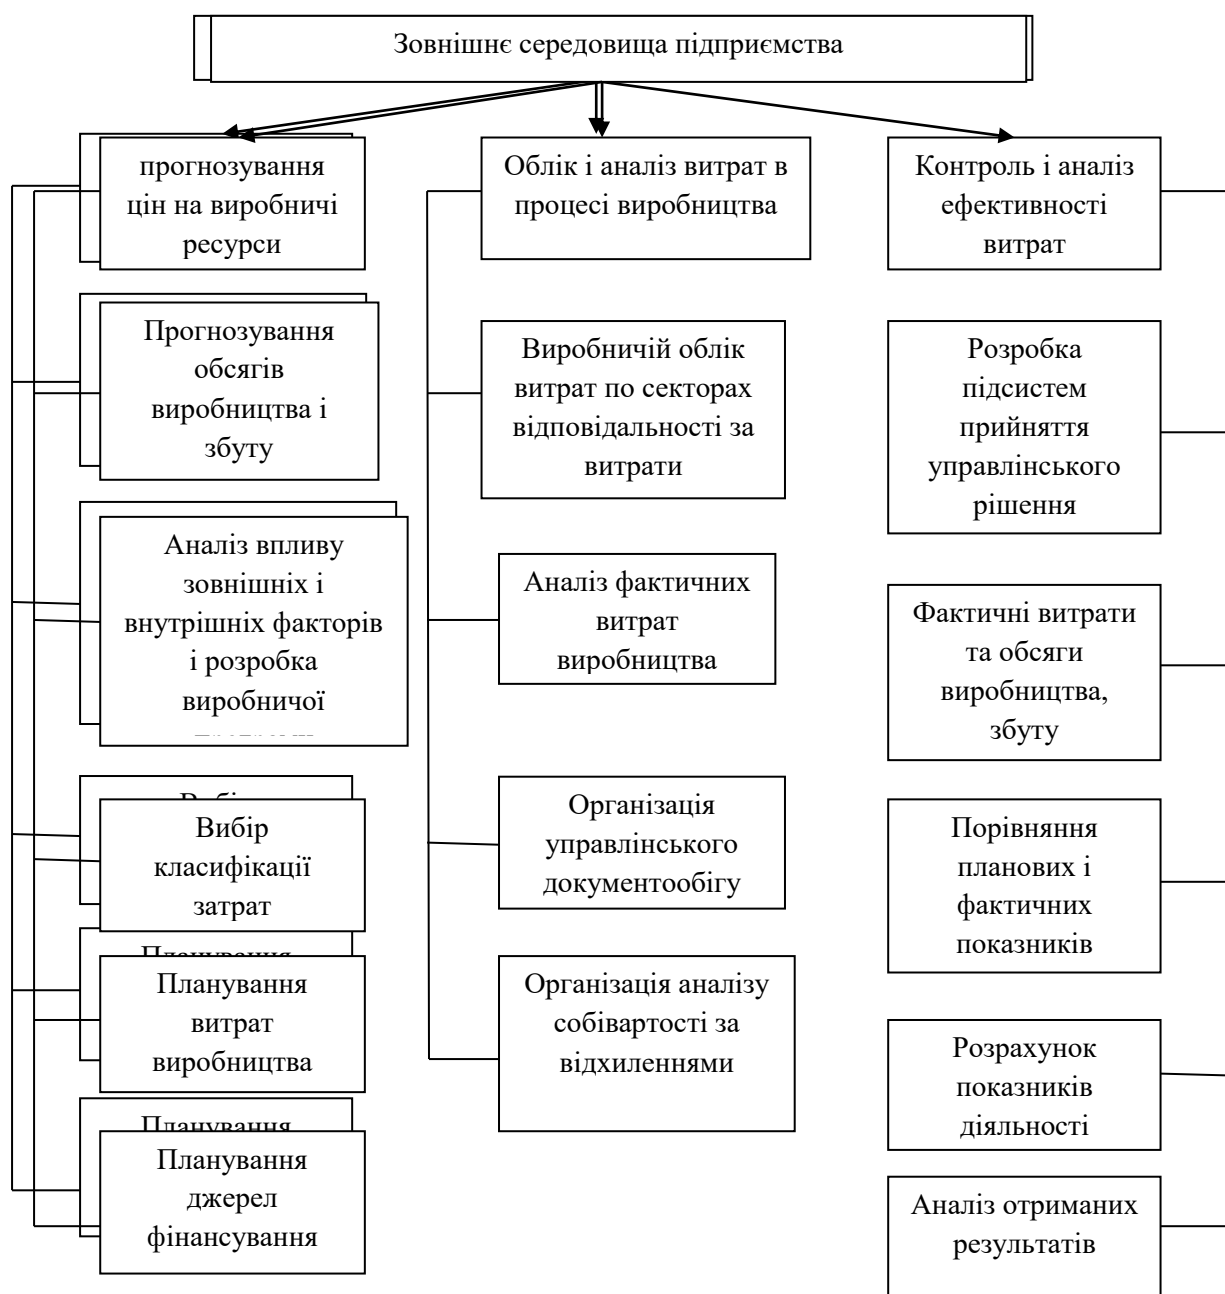 Зовнішнє середовища підприємства
прогнозування
цін на виробничі
ресурси
Прогнозування
обсягів
виробництва і
збуту
Аналіз впливу
зовнішніх і
внутрішніх факторів
і розробка
виробничої
Вибір
класифікації
затрат
Планування
Планування
витрат
виробництва
Планування
Планування
джерел
фінансування
Облік і аналіз витрат в
процесі виробництва
Виробничій облік
витрат по секторах
відповідальності за
витрати
Аналіз фактичних
витрат
виробництва
Організація
управлінського
документообігу
Організація аналізу
собівартості за
відхиленнями
Контроль і аналіз
ефективності
витрат
Розробка
підсистем
прийняття
управлінського
рішення
Фактичні витрати
та обсяги
виробництва,
збуту
Порівняння
планових і
фактичних
показників
Розрахунок
показників
діяльності
Аналіз отриманих
результатів